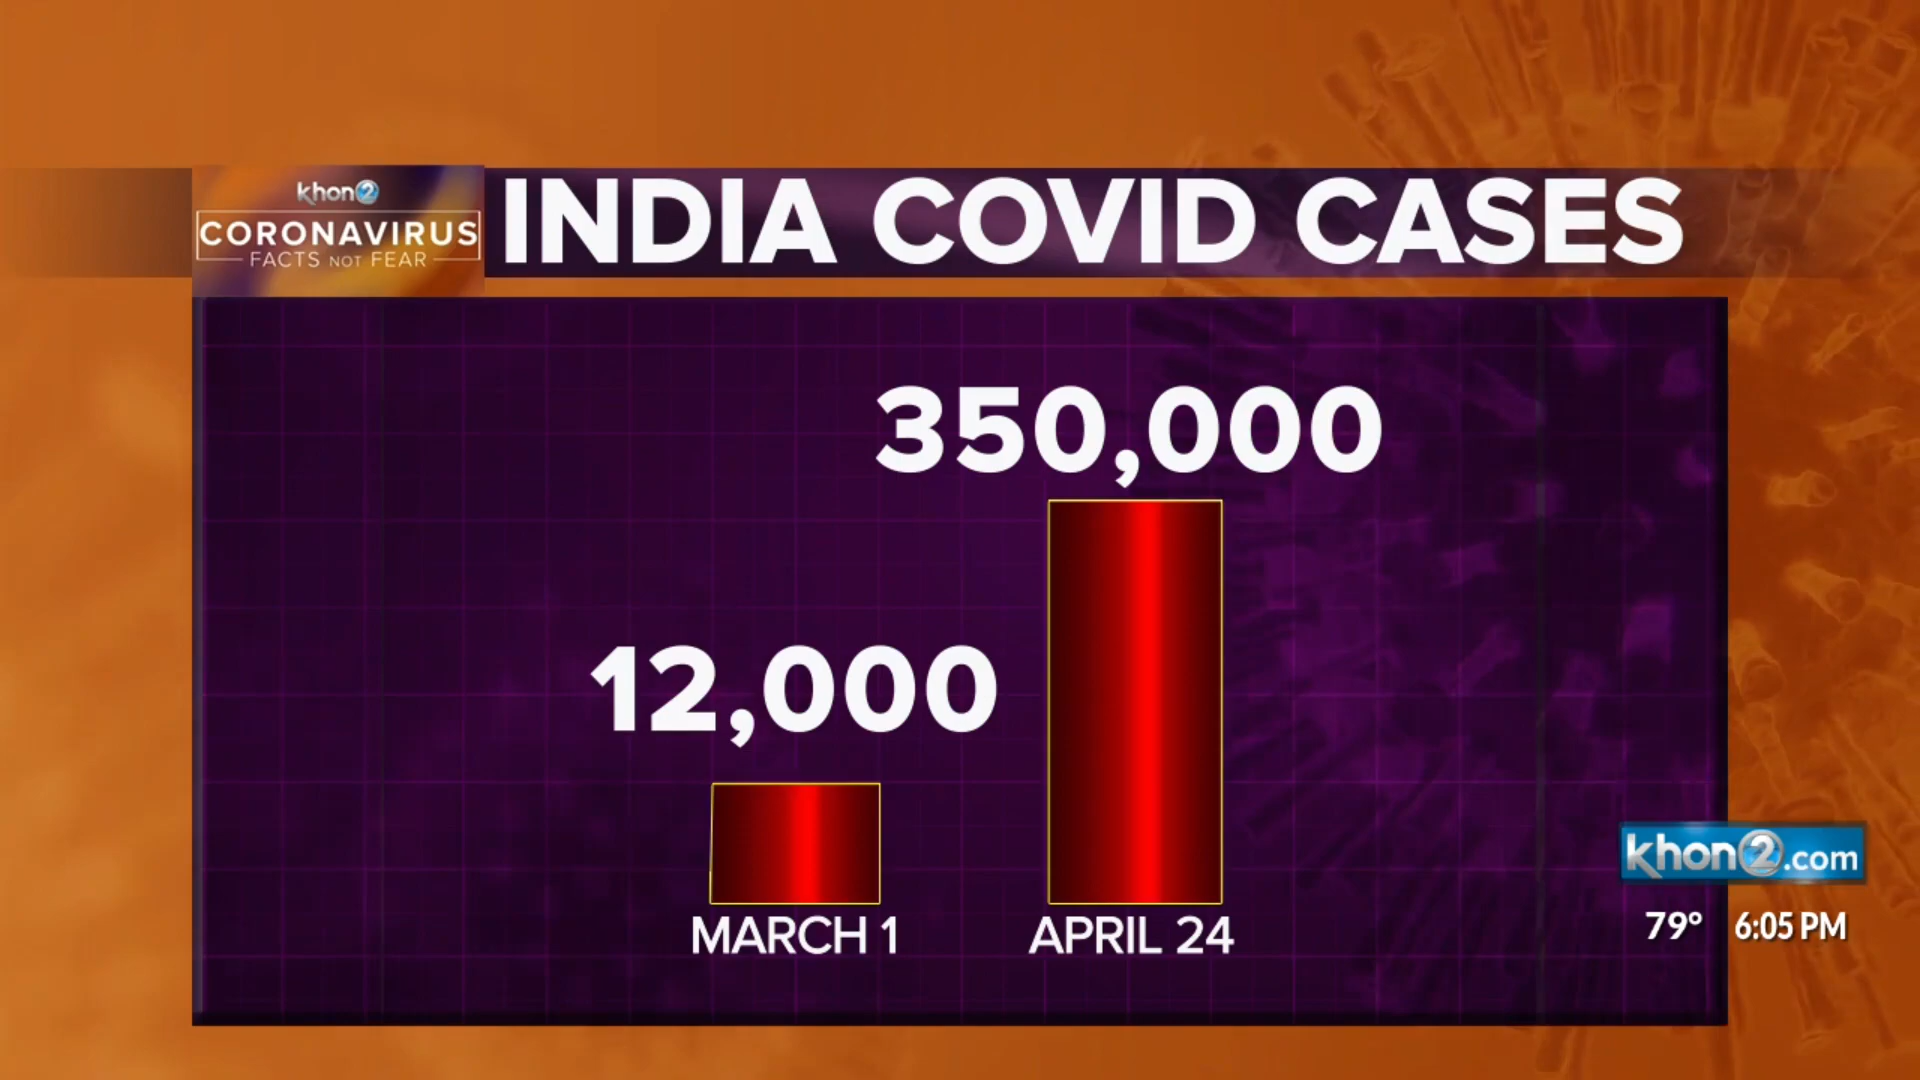 khon2
CORONAVIRUS
FACTS NOT FEAR
INDIA COVID CASES
350,000
12,000
MARCH 1
APRIL 24
khon2.com
79° 6:05 PM